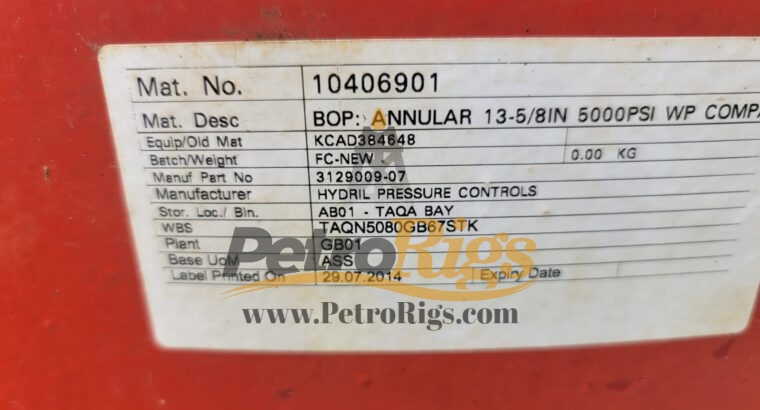 Mat. No. 10406901
Mat. Desc BOP: ANNULAR 13-5/8IN 5000PSI WP COMPA
Equip/Old Mat KCAD384648
Batch/Weight FC-NEW 0.00 KG
Manuf Part No 3129009-07
Manufacturer HYDRIL PRESSURE CONTROLS
Stor. Loc./ Bin. AB01 - TAQA BAY
WBS TAQN5080GB67STK
Plant GB01
Base UoM ASS
Label Printed On 29.07.2014 Expiry Date
PetroRigs
www.PetroRigs.com